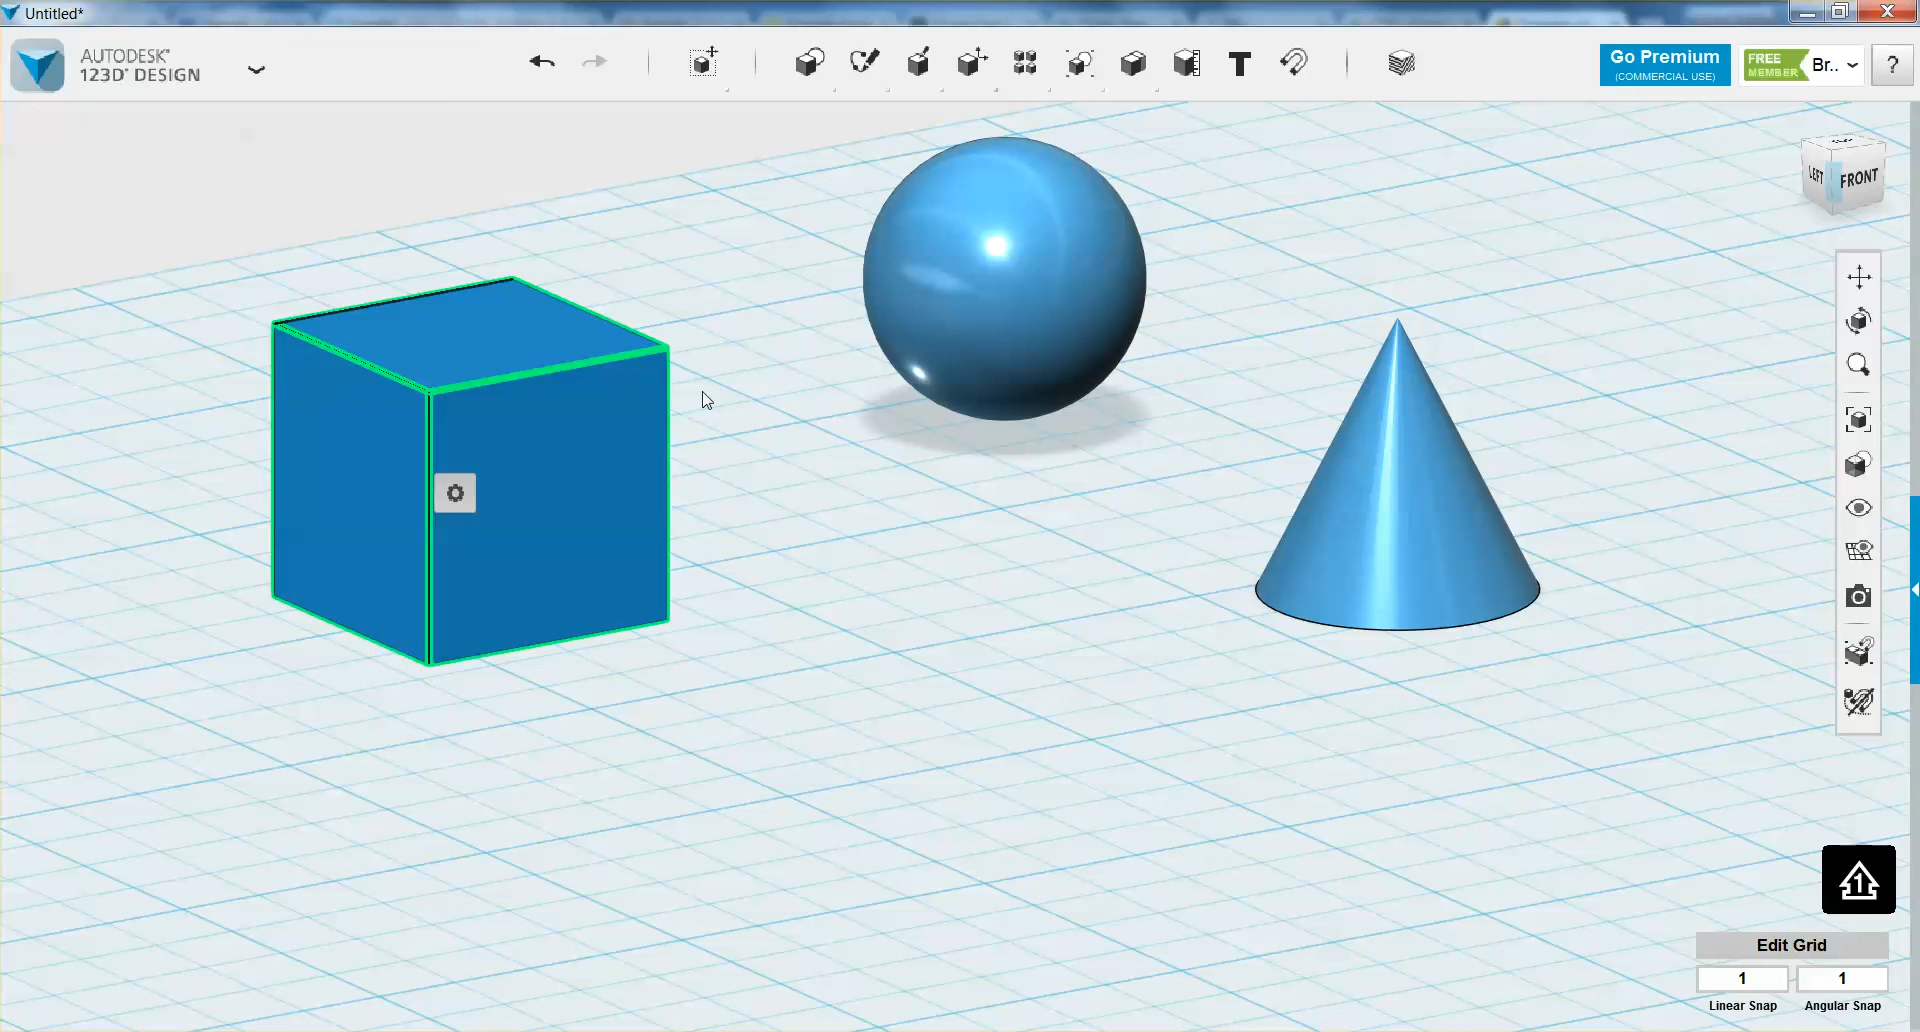 Untitled*
AUTODESK®
123D® DESIGN
T
Go Premium
(COMMERCIAL USE)
FREE
MEMBER
Br..
?
LEFT
FRONT
1
Edit Grid
1
1
Linear Snap
Angular Snap